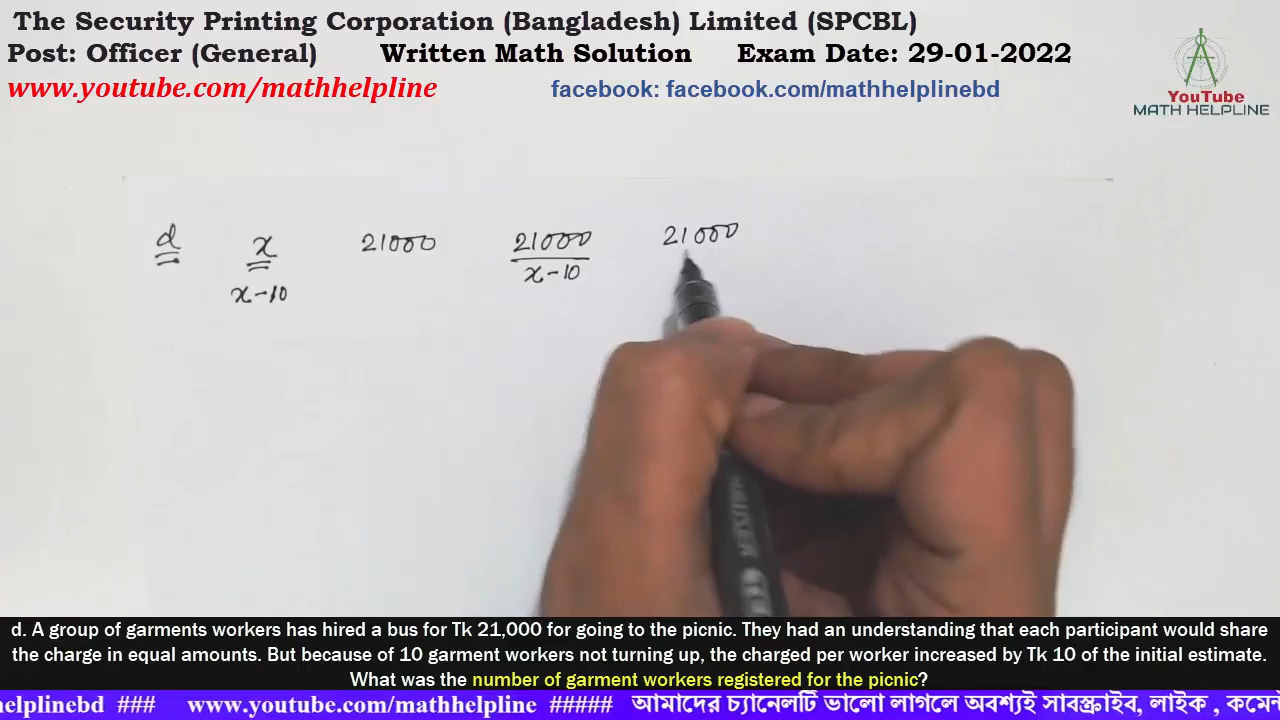 The Security Printing Corporation (Bangladesh) Limited (SPCBL)
Post: Officer (General) Written Math Solution Exam Date: 29-01-2022
www.youtube.com/mathhelpline facebook: facebook.com/mathhelplinebd
YouTube
MATH HELPLINE
d x 21000 21000 21000
x-10 x-10
d. A group of garments workers has hired a bus for Tk 21,000 for going to the picnic. They had an understanding that each participant would share
the charge in equal amounts. But because of 10 garment workers not turning up, the charged per worker increased by Tk 10 of the initial estimate.
What was the number of garment workers registered for the picnic?
helplinebd ### www.youtube.com/mathhelpline ##### আমাদের চ্যানেলটি ভালো লাগলে অবশ্যই সাবস্ক্রাইব, লাইক , কমেন